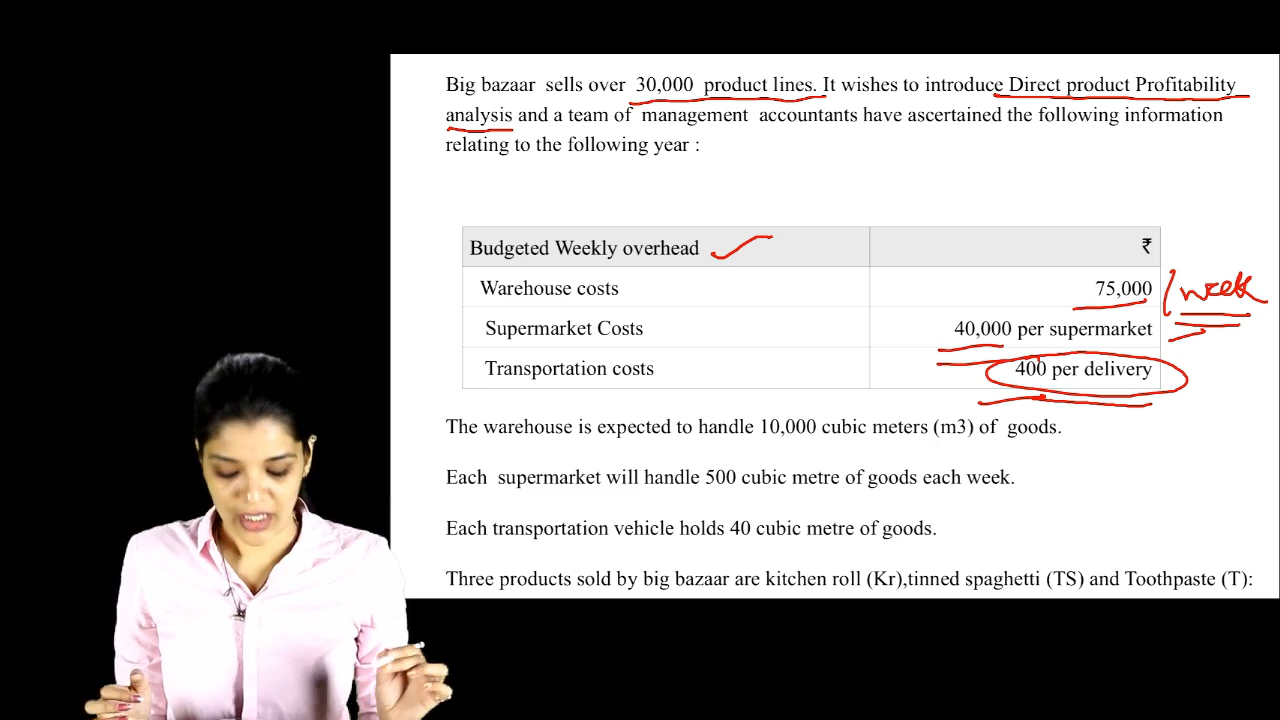 Big bazaar sells over 30,000 product lines. It wishes to introduce Direct product Profitability
analysis and a team of management accountants have ascertained the following information
relating to the following year :
Budgeted Weekly overhead ₹
Warehouse costs 75,000 / week
Supermarket Costs 40,000 per supermarket
Transportation costs 400 per delivery
The warehouse is expected to handle 10,000 cubic meters (m3) of goods.
Each supermarket will handle 500 cubic metre of goods each week.
Each transportation vehicle holds 40 cubic metre of goods.
Three products sold by big bazaar are kitchen roll (Kr),tinned spaghetti (TS) and Toothpaste (T):